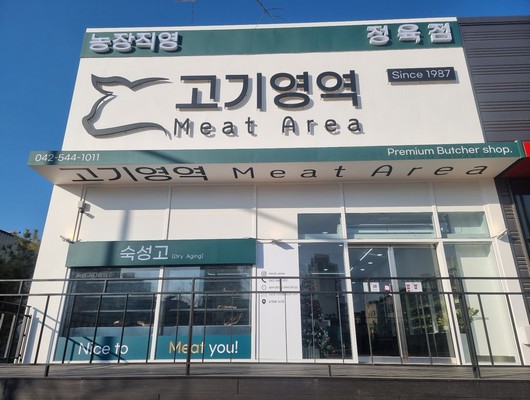 농장직영
정육점
고기영역
Since 1987
Meat Area
042-544-1011
Premium Butcher shop.
고기영역 Meat Area
숙성고 [Dry Aging]
Nice to Meat you!